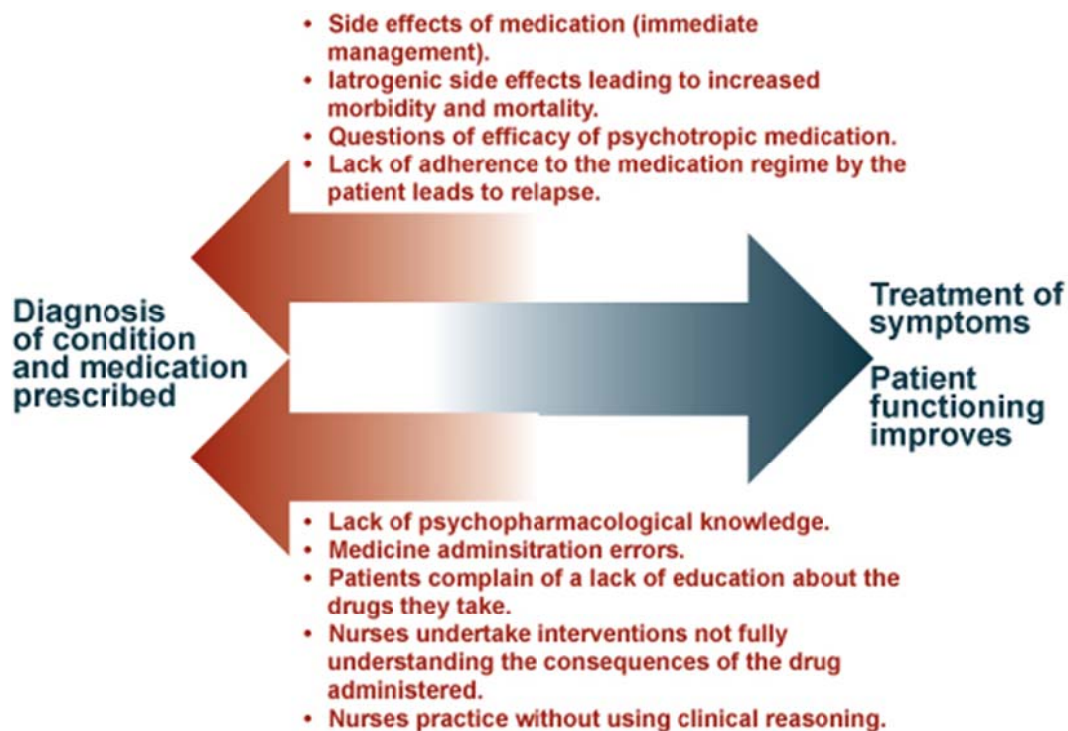 • Side effects of medication (immediate
management).
• Iatrogenic side effects leading to increased
morbidity and mortality.
• Questions of efficacy of psychotropic medication.
• Lack of adherence to the medication regime by the
patient leads to relapse.
Diagnosis
of condition
and medication
prescribed
Treatment of
symptoms
Patient
functioning
improves
• Lack of psychopharmacological knowledge.
• Medicine adminsitration errors.
• Patients complain of a lack of education about the
drugs they take.
• Nurses undertake interventions not fully
understanding the consequences of the drug
administered.
• Nurses practice without using clinical reasoning.